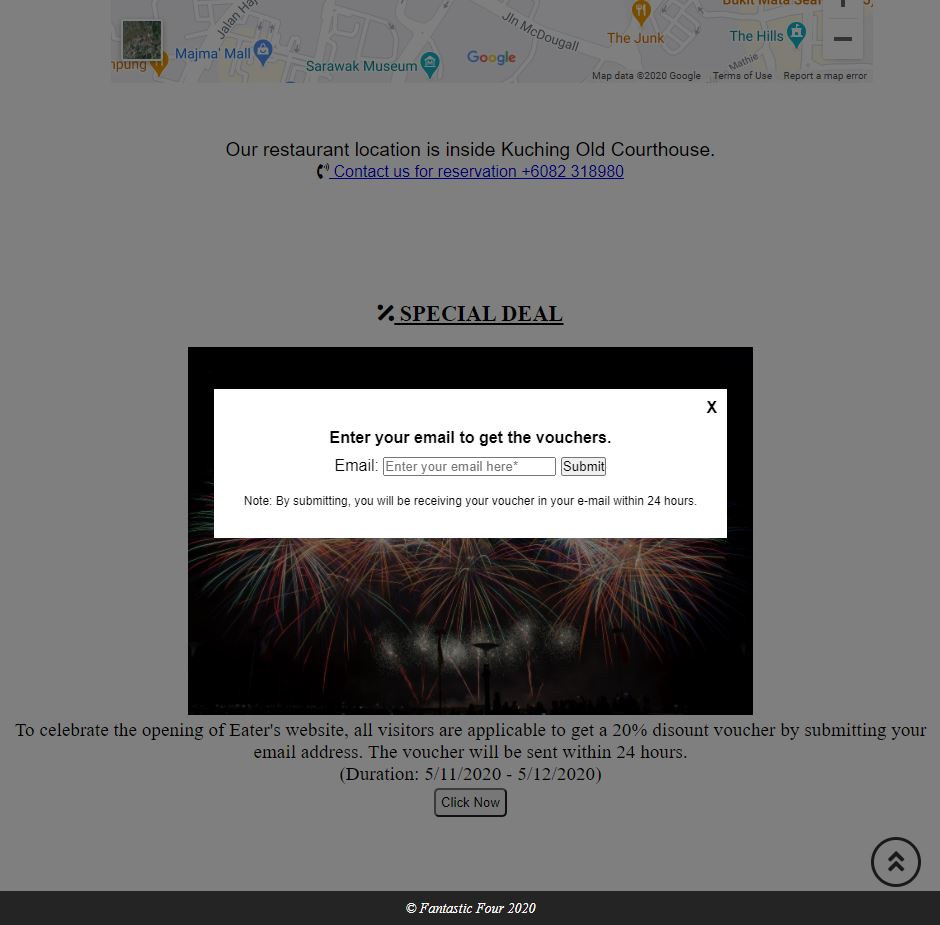 Jalan Haj
Bukit Mata
Jln McDougall
The Junk
The Hills
Majma' Mall
mpung
Sarawak Museum
Google
Mathie
Map data ©2020 Google Terms of Use Report a map error
Our restaurant location is inside Kuching Old Courthouse.
Contact us for reservation +6082 318980
SPECIAL DEAL
X
Enter your email to get the vouchers.
Email: Enter your email here* Submit
Note: By submitting, you will be receiving your voucher in your e-mail within 24 hours.
To celebrate the opening of Eater's website, all visitors are applicable to get a 20% disount voucher by submitting your
email address. The voucher will be sent within 24 hours.
(Duration: 5/11/2020 - 5/12/2020)
Click Now
© Fantastic Four 2020